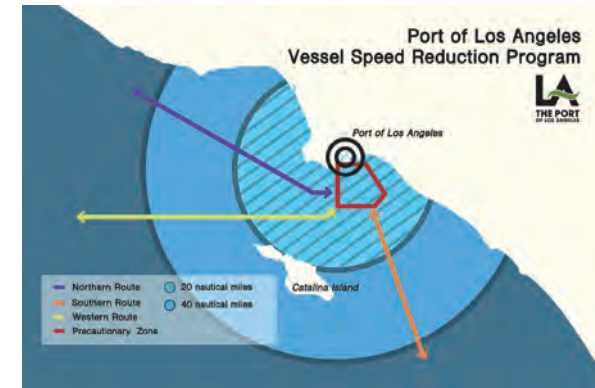 Port of Los Angeles
Vessel Speed Reduction Program
LA
THE PORT
OF LOS ANGELES
Port of Los Angeles
Catalina Island
Northern Route
20 nautical miles
Southern Route
40 nautical miles
Western Route
Precautionary Zone